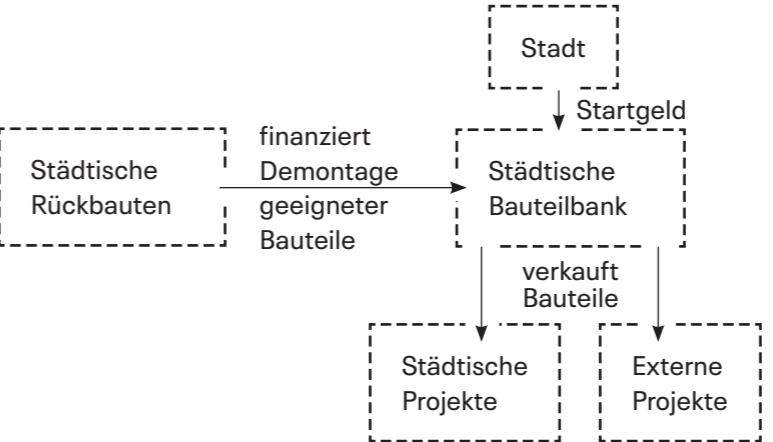 Stadt
Startgeld
Städtische
Rückbauten
finanziert
Demontage
geeigneter
Bauteile
Städtische
Bauteilbank
verkauft
Bauteile
Städtische
Projekte
Externe
Projekte